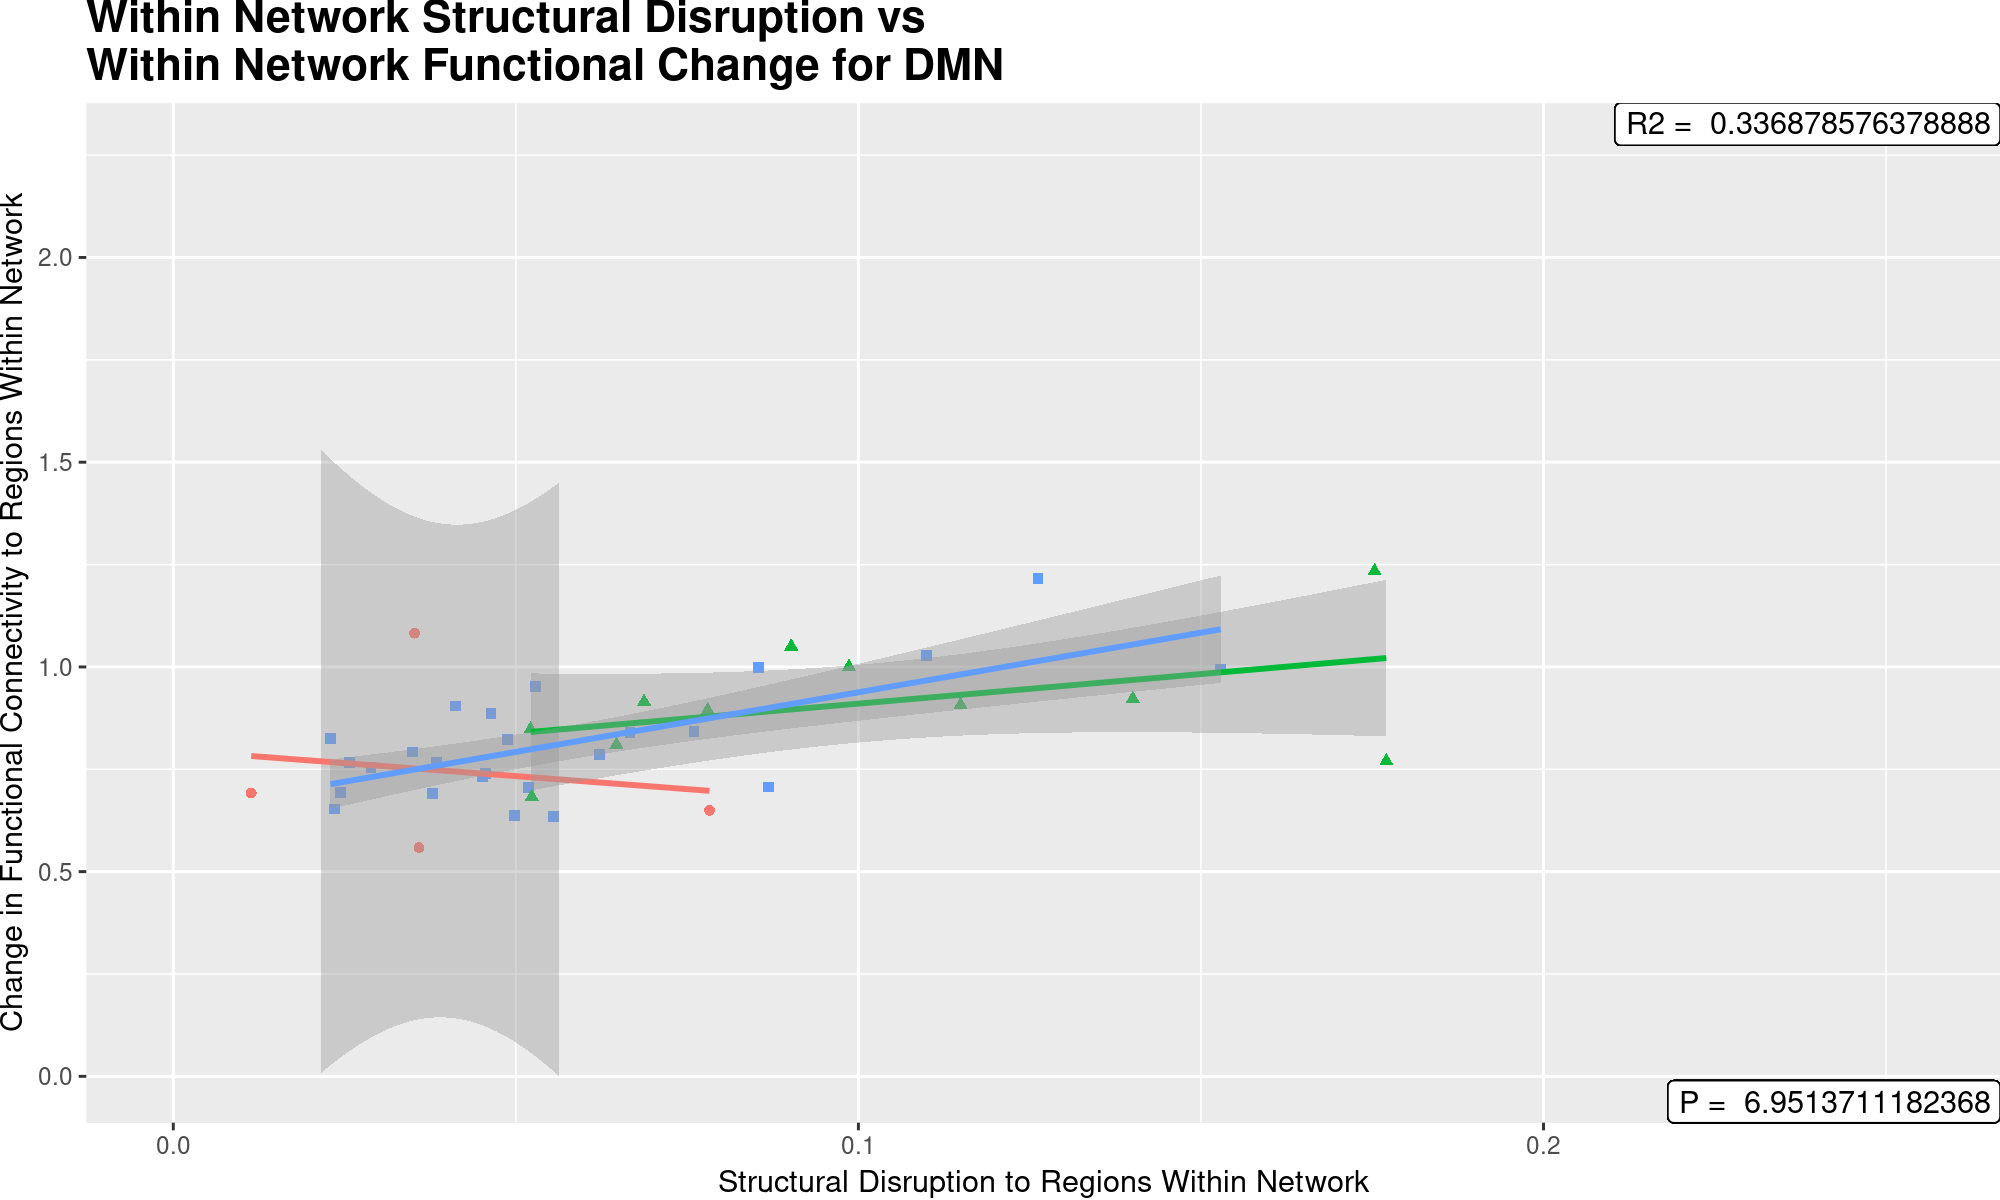 Within Network Structural Disruption vs
Within Network Functional Change for DMN
R2 = 0.336878576378888
Change in Functional Connectivity to Regions Within Network
2.0
1.5
1.0
0.5
0.0
P = 6.9513711182368
0.0
0.1
0.2
Structural Disruption to Regions Within Network